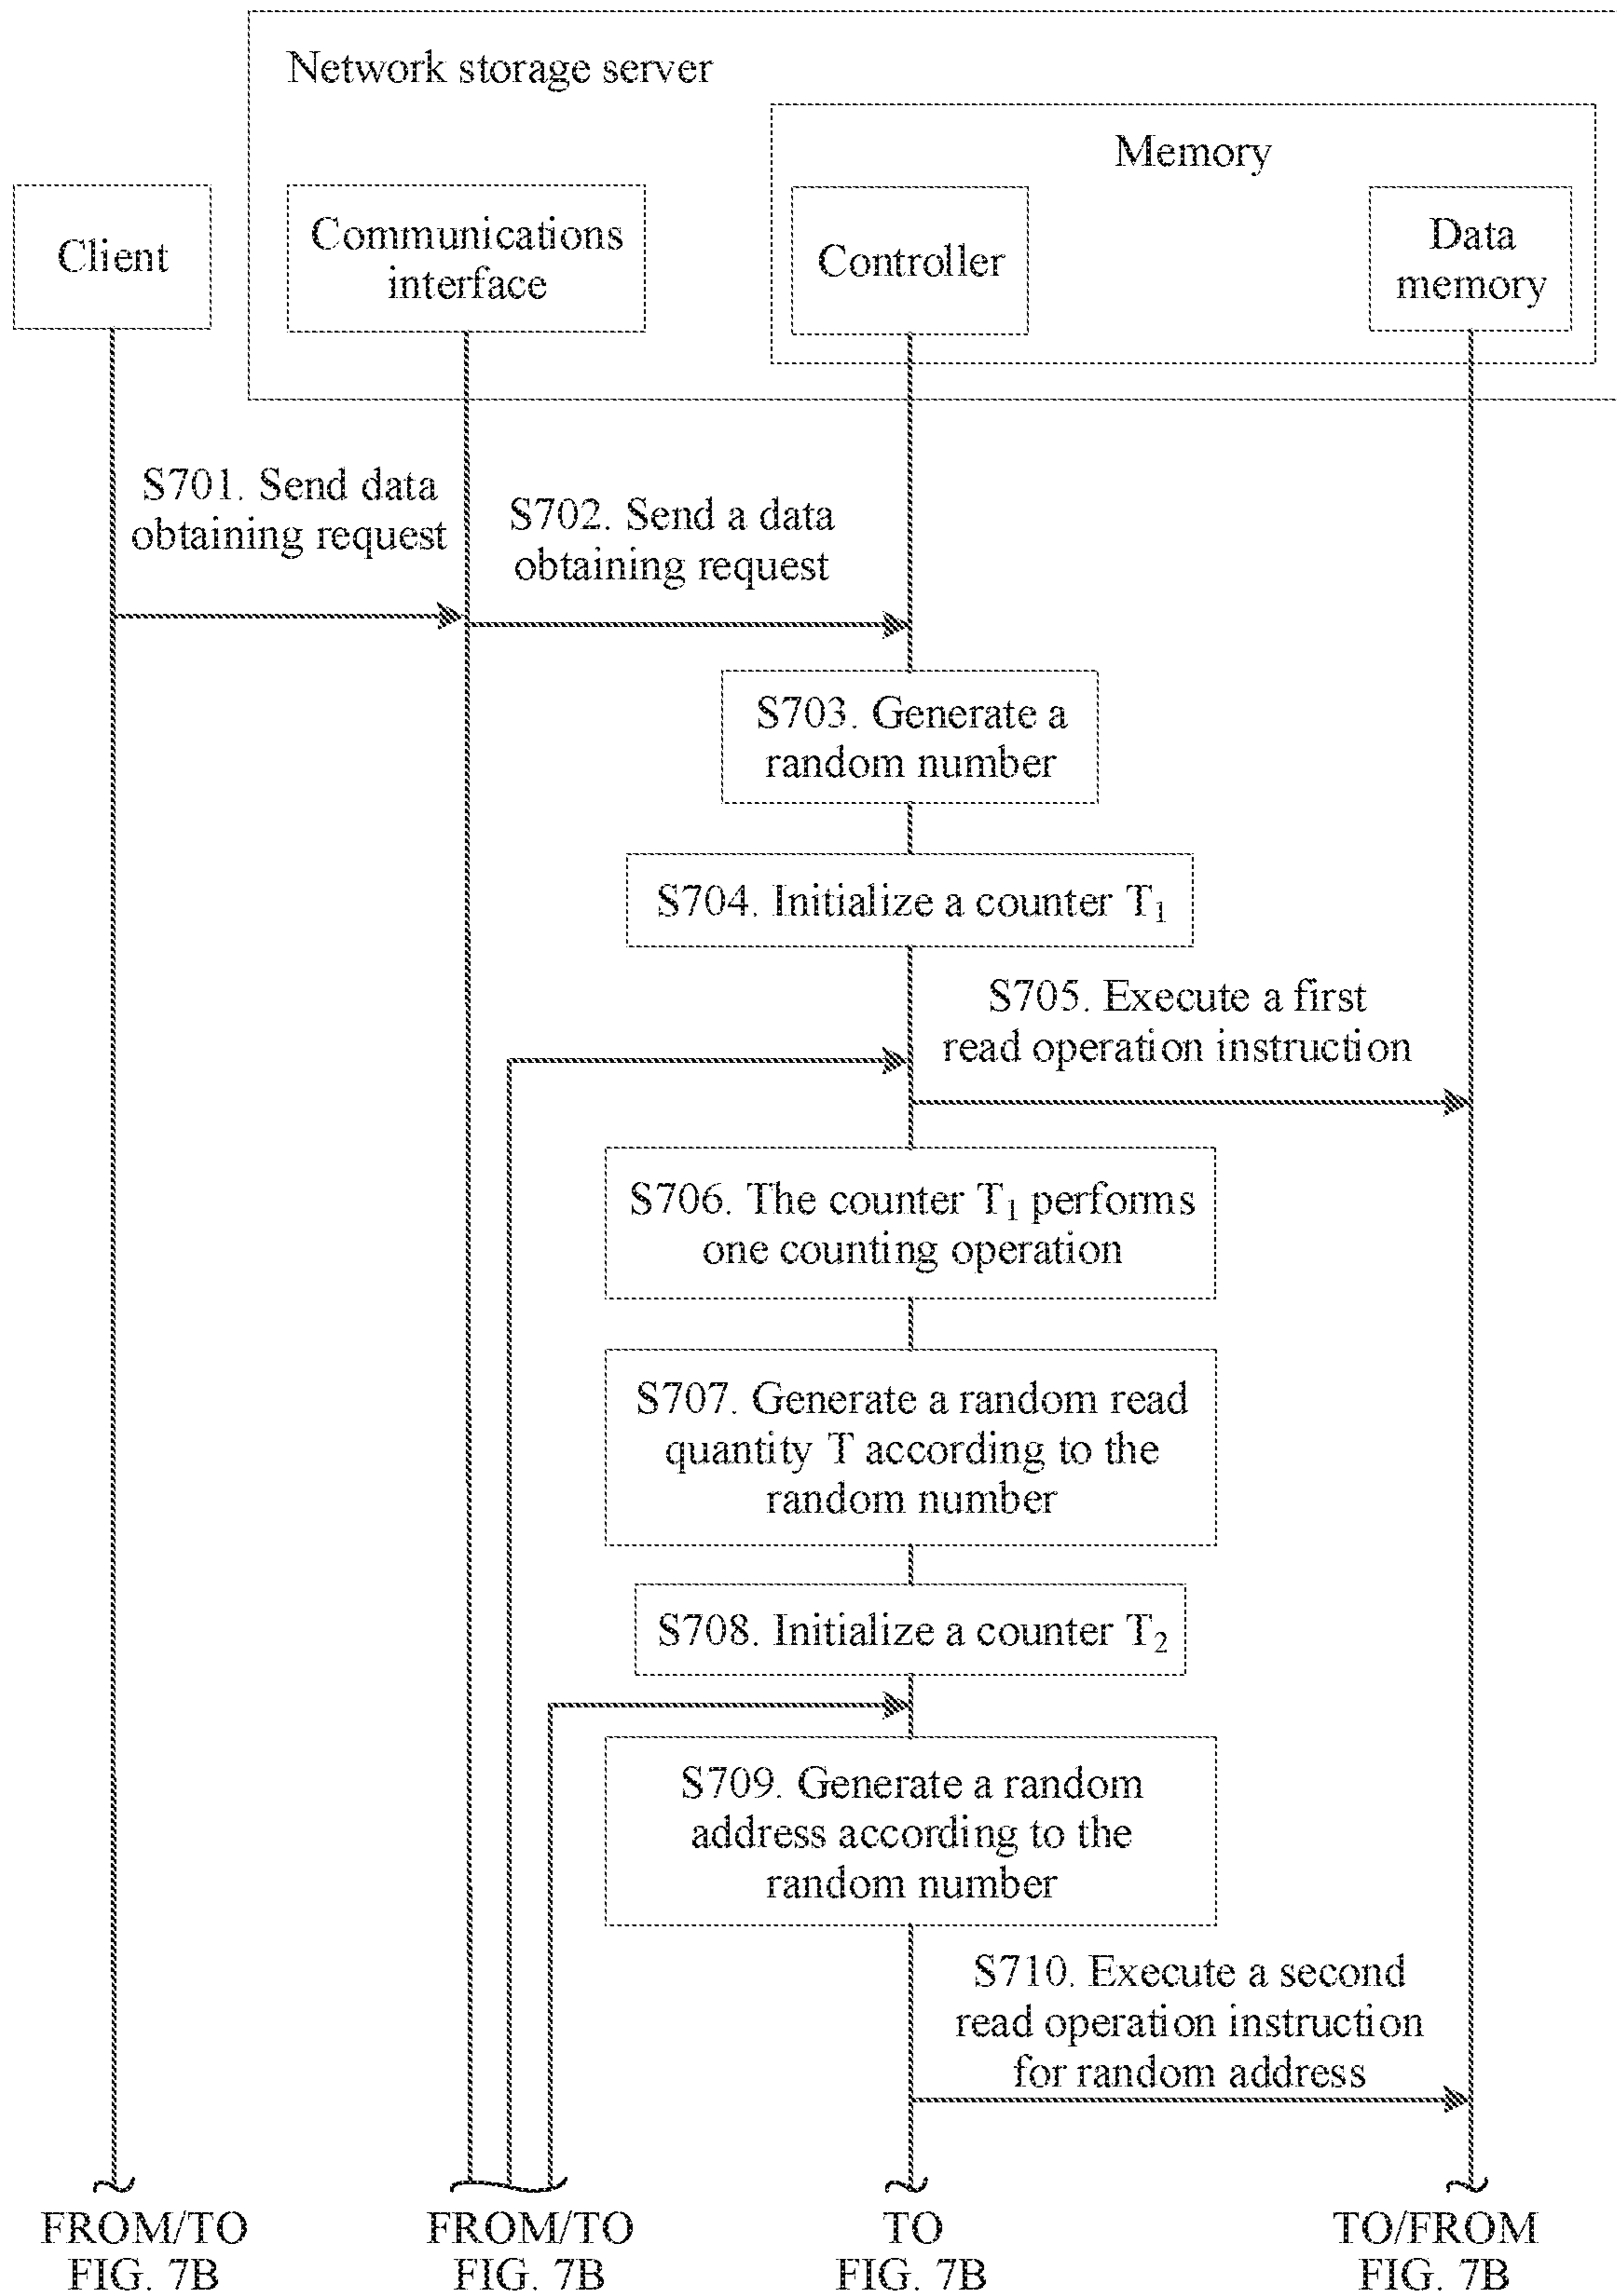 Network storage server
Memory
Client
Communications
interface
Controller
Data
memory
S701. Send data
obtaining request
S702. Send a data
obtaining request
S703. Generate a
random number
S704. Initialize a counter T₁
S705. Execute a first
read operation instruction
S706. The counter T₁ performs
one counting operation
S707. Generate a random read
quantity T according to the
random number
S708. Initialize a counter T₂
S709. Generate a random
address according to the
random number
S710. Execute a second
read operation instruction
for random address
FROM/TO
FIG. 7B
FROM/TO
FIG. 7B
TO
FIG. 7B
TO/FROM
FIG. 7B